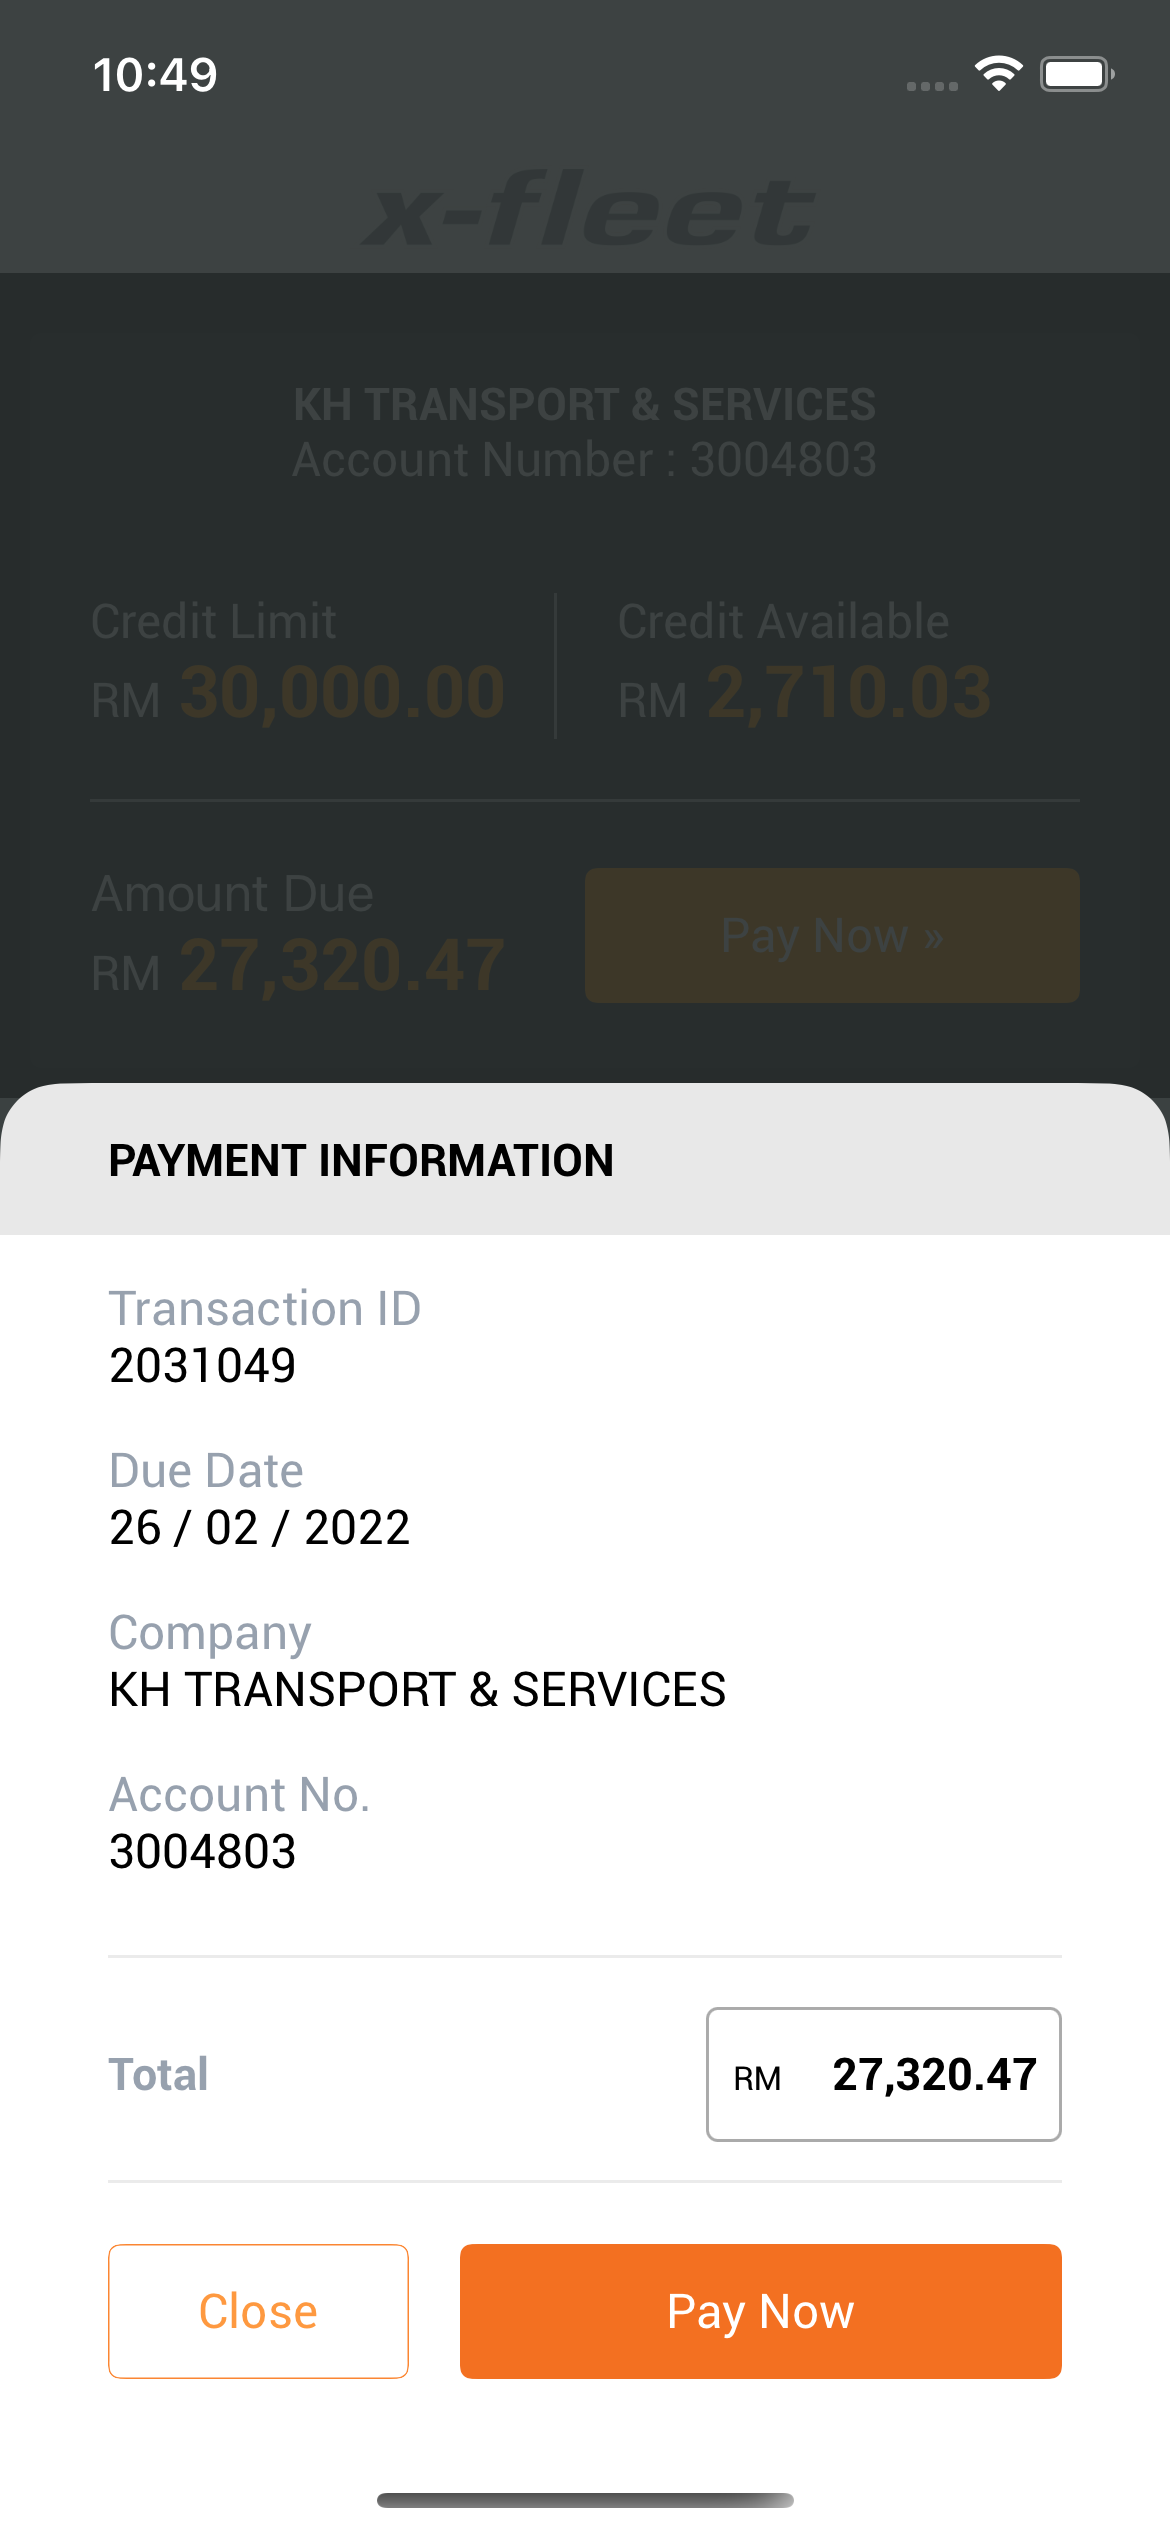 10:49
x-fleet
KH TRANSPORT & SERVICES
Account Number : 3004803
Credit Limit
RM 30,000.00
Credit Available
RM 2,710.03
Amount Due
RM 27,320.47
Pay Now »
PAYMENT INFORMATION
Transaction ID
2031049
Due Date
26 / 02 / 2022
Company
KH TRANSPORT & SERVICES
Account No.
3004803
Total
RM 27,320.47
Close
Pay Now